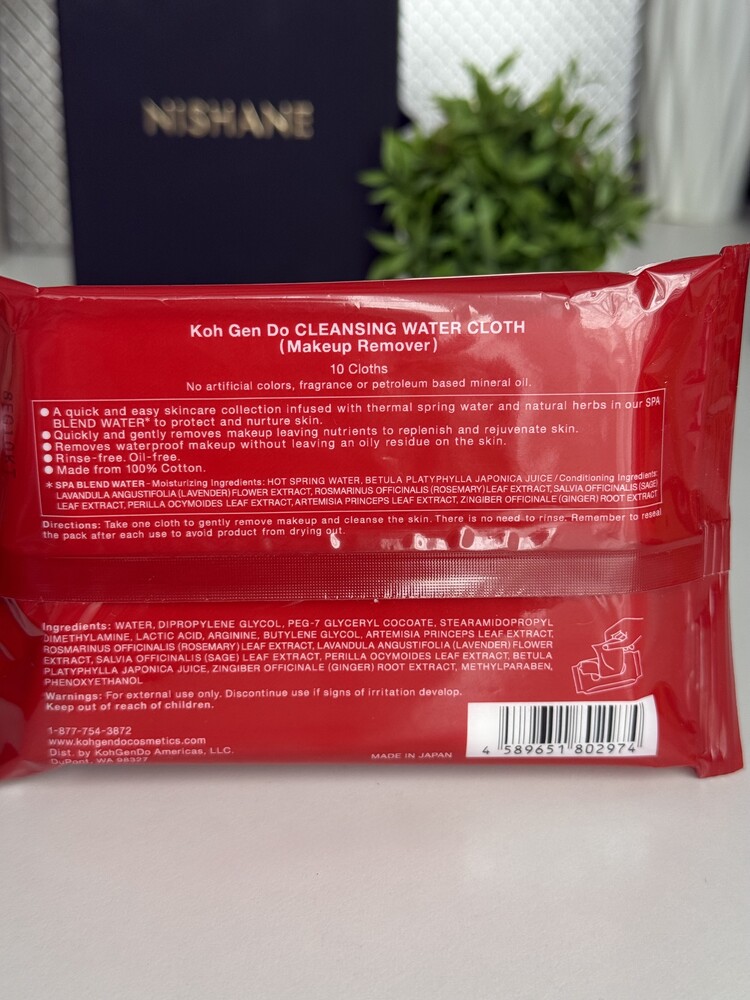 NISHANE
Koh Gen Do CLEANSING WATER CLOTH
(Makeup Remover)
10 Cloths
No artificial colors, fragrance or petroleum based mineral oil.
● A quick and easy skincare collection infused with thermal spring water and natural herbs in our SPA
BLEND WATER* to protect and nurture skin.
● Quickly and gently removes makeup leaving nutrients to replenish and rejuvenate skin.
● Removes waterproof makeup without leaving an oily residue on the skin.
● Rinse-free. Oil-free.
● Made from 100% Cotton.
* SPA BLEND WATER - Moisturizing Ingredients: HOT SPRING WATER, BETULA PLATYPHYLLA JAPONICA JUICE / Conditioning Ingredients:
LAVANDULA ANGUSTIFOLIA (LAVENDER) FLOWER EXTRACT, ROSMARINUS OFFICINALIS (ROSEMARY) LEAF EXTRACT, SALVIA OFFICINALIS (SAGE)
LEAF EXTRACT, PERILLA OCYMOIDES LEAF EXTRACT, ARTEMISIA PRINCEPS LEAF EXTRACT, ZINGIBER OFFICINALE (GINGER) ROOT EXTRACT
Directions: Take one cloth to gently remove makeup and cleanse the skin. There is no need to rinse. Remember to reseal
the pack after each use to avoid product from drying out.
Ingredients: WATER, DIPROPYLENE GLYCOL, PEG-7 GLYCERYL COCOATE, STEARAMIDOPROPYL
DIMETHYLAMINE, LACTIC ACID, ARGININE, BUTYLENE GLYCOL, ARTEMISIA PRINCEPS LEAF EXTRACT,
ROSMARINUS OFFICINALIS (ROSEMARY) LEAF EXTRACT, LAVANDULA ANGUSTIFOLIA (LAVENDER) FLOWER
EXTRACT, SALVIA OFFICINALIS (SAGE) LEAF EXTRACT, PERILLA OCYMOIDES LEAF EXTRACT, BETULA
PLATYPHYLLA JAPONICA JUICE, ZINGIBER OFFICINALE (GINGER) ROOT EXTRACT, METHYLPARABEN,
PHENOXYETHANOL
Warnings: For external use only. Discontinue use if signs of irritation develop.
Keep out of reach of children.
1-877-754-3872
www.kohgendocosmetics.com
Dist. by KohGenDo Americas, LLC.
DuPont, WA 98327
MADE IN JAPAN
4 589651 802974